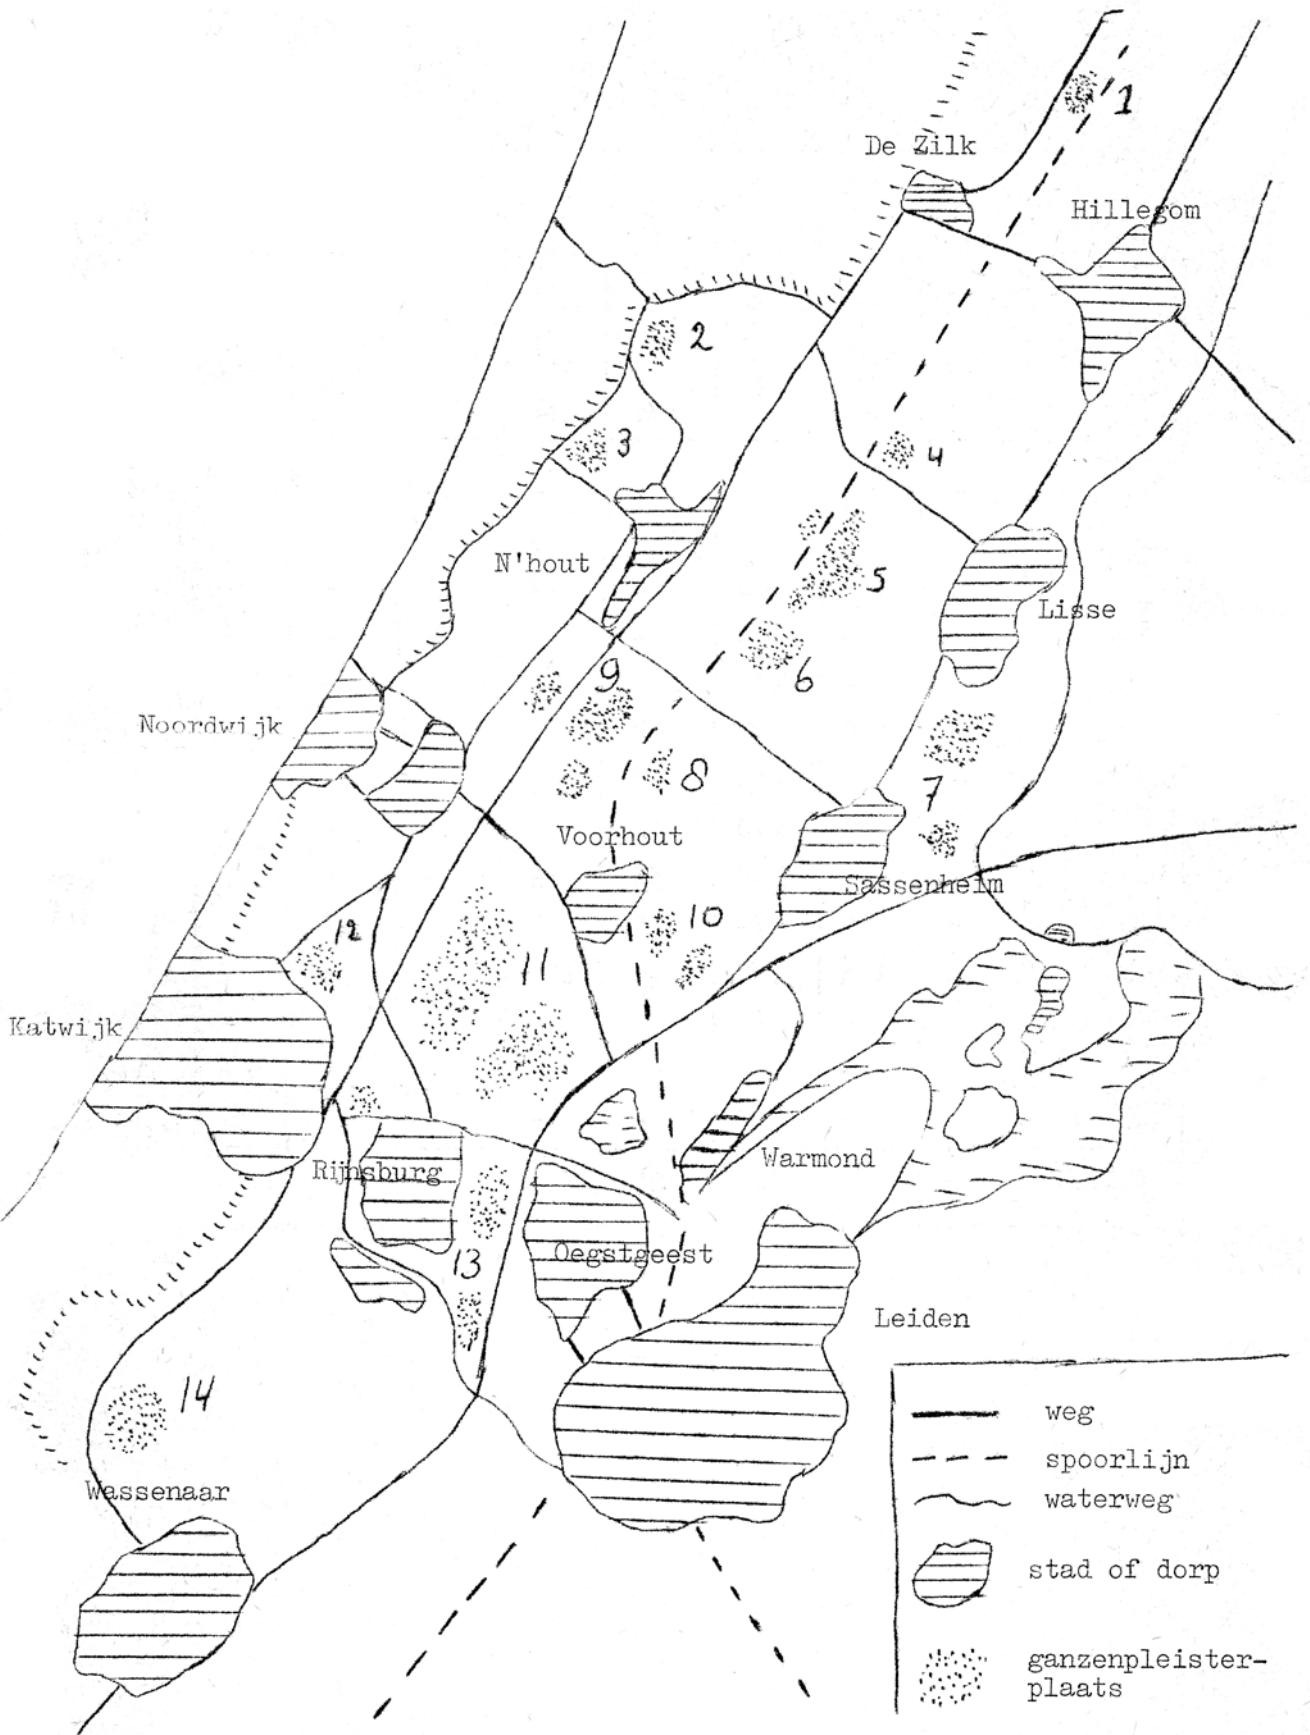 1
De Zilk
Hillegom
2
3
4
N'hout
5
Lisse
6
9
Noordwijk
8
7
Voorhout
Sassenheim
10
12
11
Katwijk
Warmond
Rijnsburg
Oegstgeest
13
Leiden
14
Wassenaar
weg
spoorlijn
waterweg
stad of dorp
ganzenpleister-
plaats